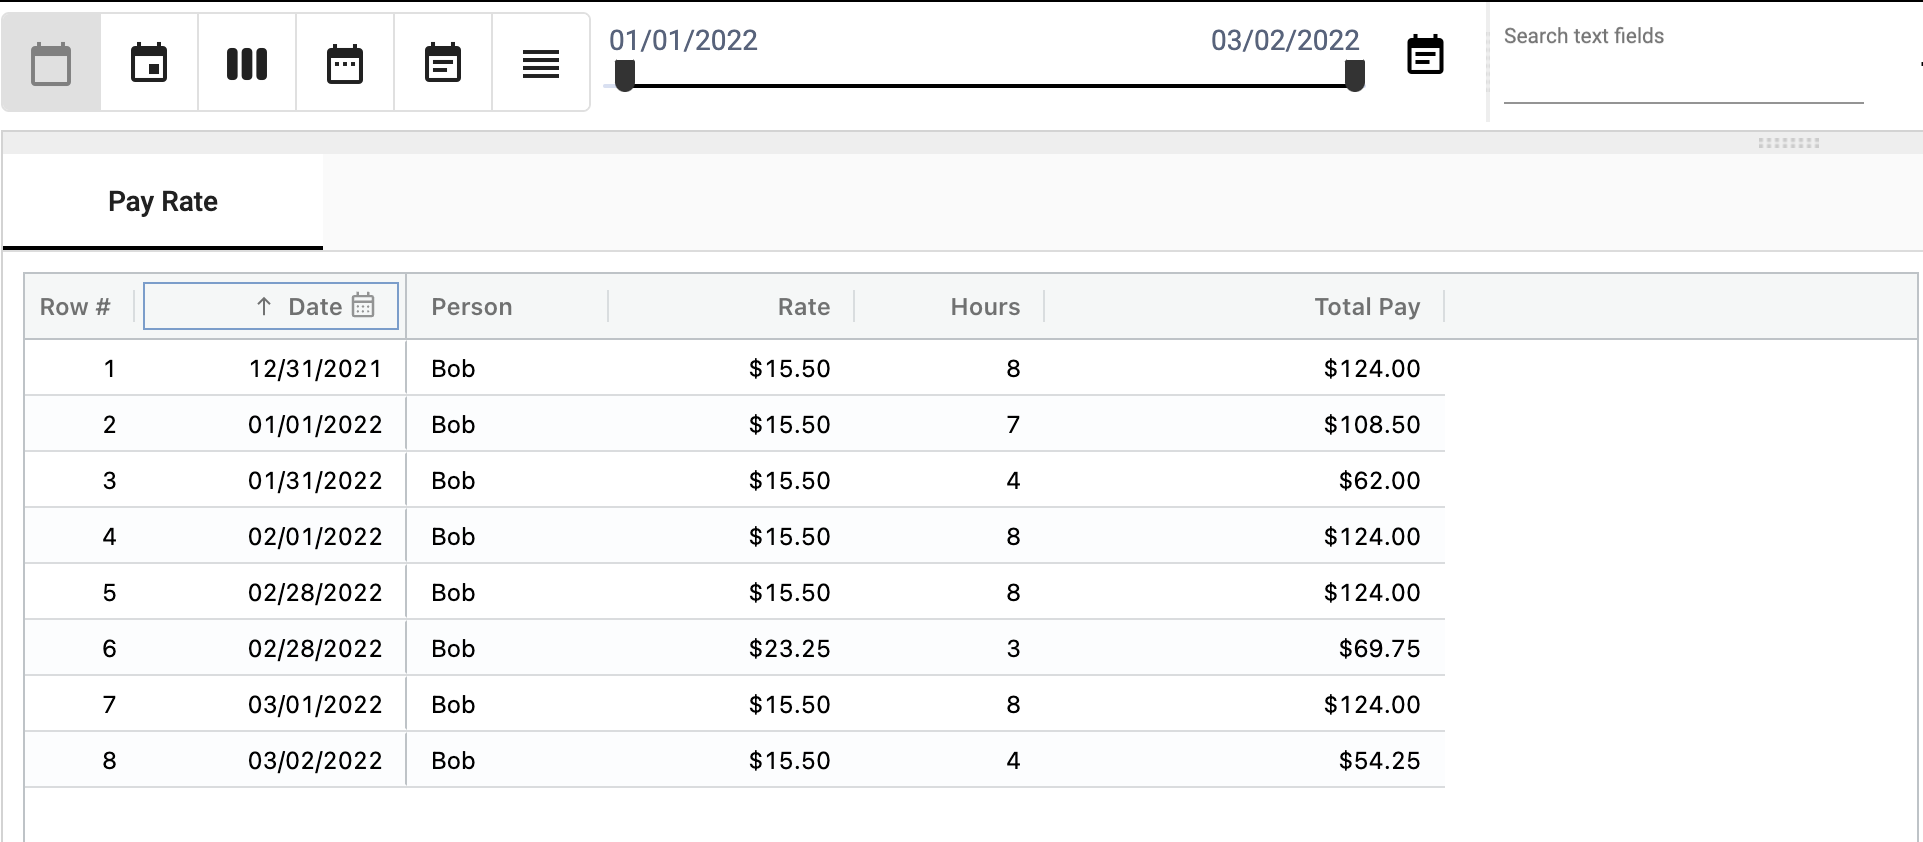 01/01/2022 03/02/2022
Search text fields
Pay Rate
Row # ↑ Date Person Rate Hours Total Pay
1 12/31/2021 Bob $15.50 8 $124.00
2 01/01/2022 Bob $15.50 7 $108.50
3 01/31/2022 Bob $15.50 4 $62.00
4 02/01/2022 Bob $15.50 8 $124.00
5 02/28/2022 Bob $15.50 8 $124.00
6 02/28/2022 Bob $23.25 3 $69.75
7 03/01/2022 Bob $15.50 8 $124.00
8 03/02/2022 Bob $15.50 4 $54.25